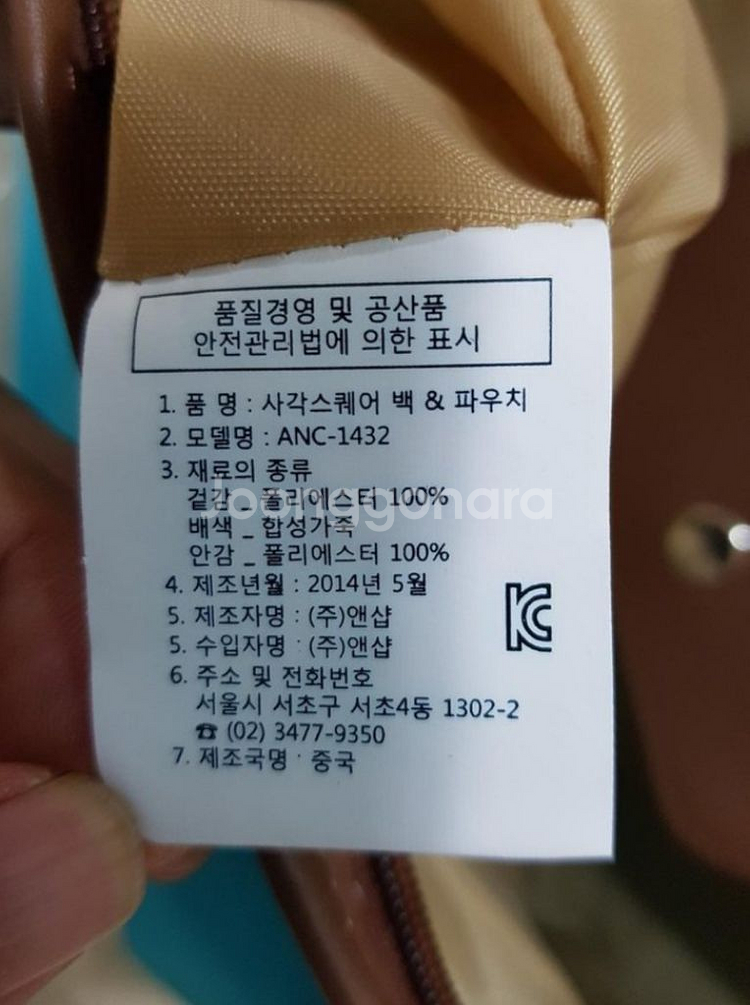 품질경영 및 공산품
안전관리법에 의한 표시
1. 품 명 : 사각스퀘어 백 & 파우치
2. 모델명 : ANC-1432
3. 재료의 종류
겉감 _ 폴리에스터 100%
Joonggonara
배색 _ 합성가죽
안감 _ 폴리에스터 100%
4. 제조년월 : 2014년 5월
5. 제조자명 : (주)앤샵
5. 수입자명 : (주)앤샵
6. 주소 및 전화번호
서울시 서초구 서초4동 1302-2
☎ (02) 3477-9350
7. 제조국명 : 중국